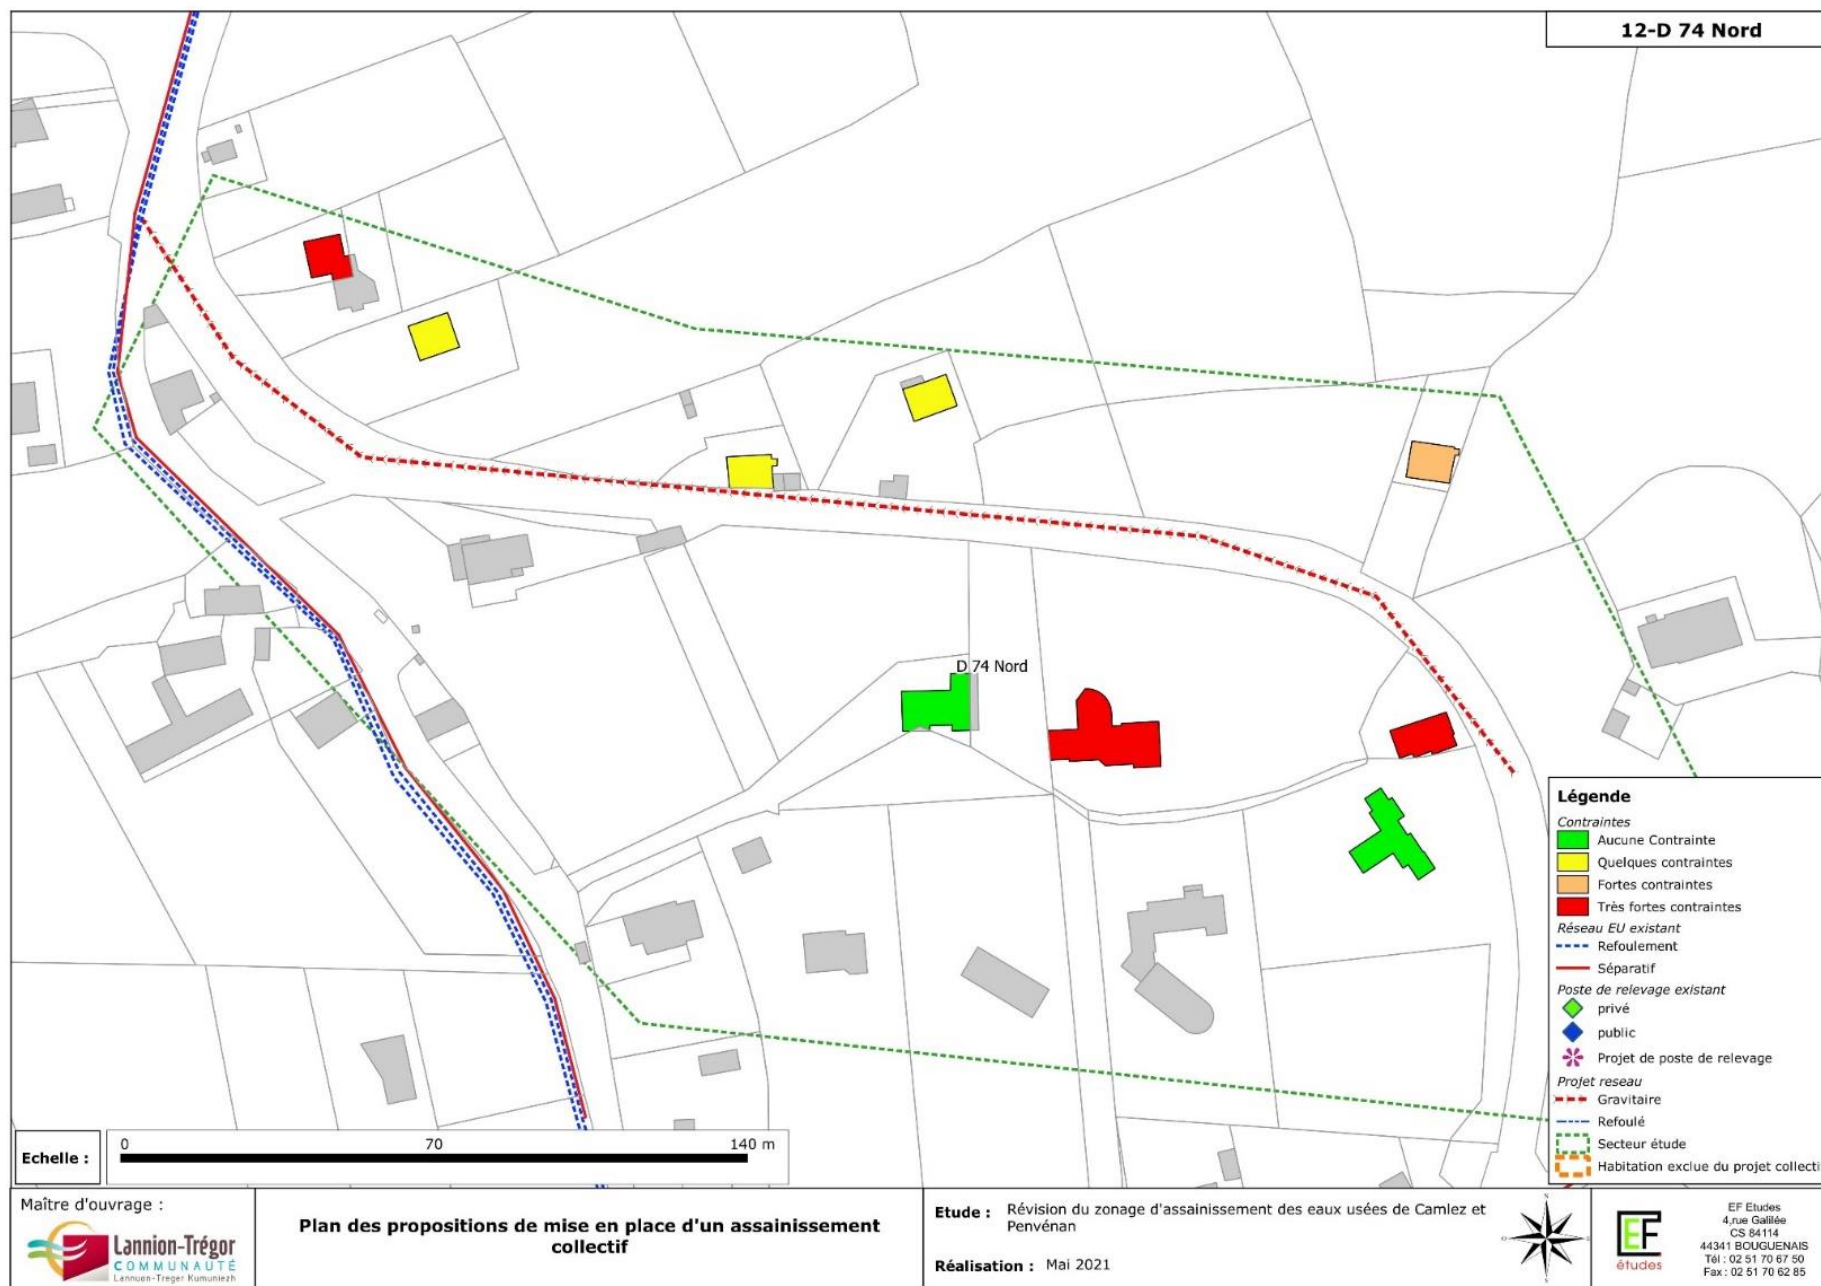 12-D 74 Nord
D 74 Nord
Légende
Contraintes
Aucune Contrainte
Quelques contraintes
Fortes contraintes
Très fortes contraintes
Réseau EU existant
Refoulement
Séparatif
Poste de relevage existant
privé
public
Projet de poste de relevage
Projet reseau
Gravitaire
Refoulé
Secteur étude
Habitation exclue du projet collecti
Echelle :
0 70 140 m
Maître d'ouvrage :
Lannion-Trégor
COMMUNAUTÉ
Lannuon-Treger Kumuniezh
Plan des propositions de mise en place d'un assainissement
collectif
Etude : Révision du zonage d'assainissement des eaux usées de Camlez et
Penvénan
Réalisation : Mai 2021
EF
études
EF Etudes
4,rue Galilée
CS 84114
44341 BOUGUENAIS
Tél : 02 51 70 67 50
Fax : 02 51 70 62 85